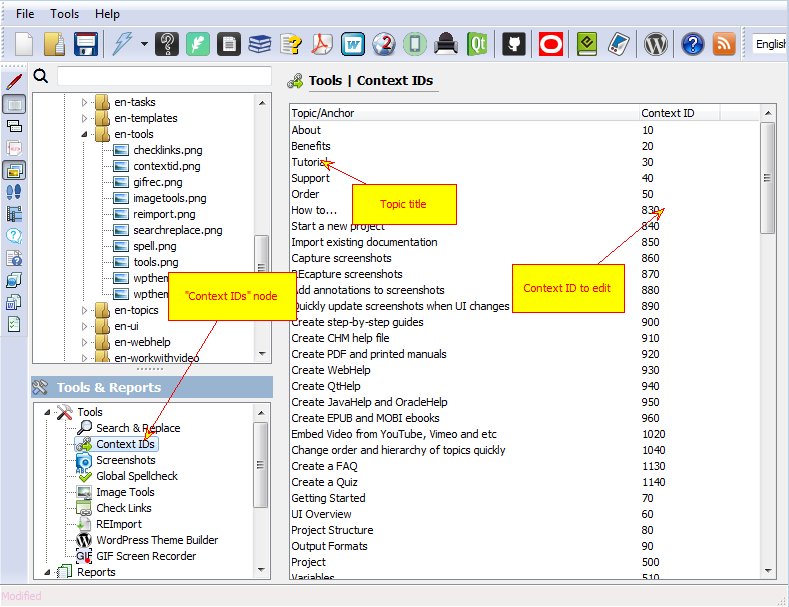 File Tools Help
English
en-tasks
en-templates
en-tools
checklinks.png
contextid.png
gifrec.png
imagetools.png
reimport.png
searchreplace.png
spell.png
tools.png
wpthem
wpthem
en-topics
en-ui
en-webhelp
en-workwithvideo
"Context IDs" node
Tools & Reports
Tools
Search & Replace
Context IDs
Screenshots
Global Spellcheck
Image Tools
Check Links
REImport
WordPress Theme Builder
GIF GIF Screen Recorder
Reports
Tools | Context IDs
Topic/Anchor Context ID
About 10
Benefits 20
Tutorials 30
Support 40
Order 50
How to... 830
Start a new project 840
Import existing documentation 850
Capture screenshots 860
REcapture screenshots 870
Add annotations to screenshots 880
Quickly update screenshots when UI changes 890
Create step-by-step guides 900
Create CHM help file 910
Create PDF and printed manuals 920
Create WebHelp 930
Create QtHelp 940
Create JavaHelp and OracleHelp 950
Create EPUB and MOBI ebooks 960
Embed Video from YouTube, Vimeo and etc 1020
Change order and hierarchy of topics quickly 1040
Create a FAQ 1130
Create a Quiz 1140
Getting Started 70
UI Overview 60
Project Structure 80
Output Formats 90
Project 500
Variables 510
Topic title
Context ID to edit
Modified